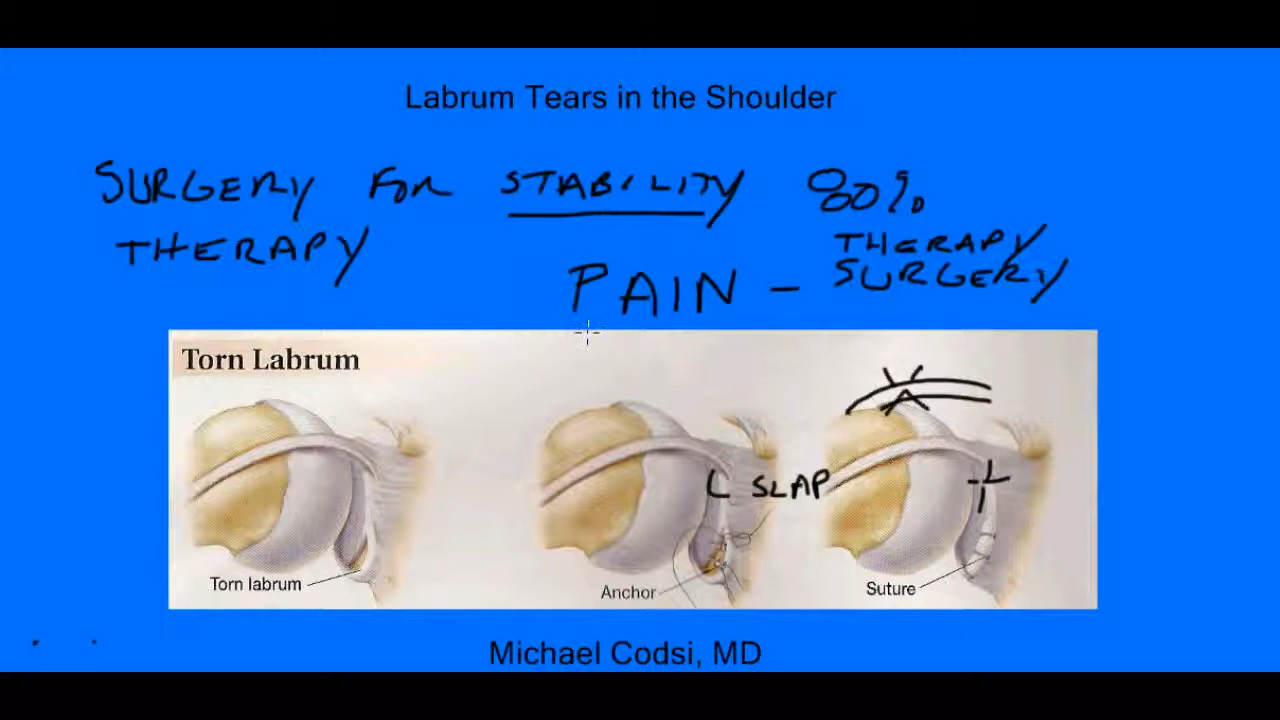 Labrum Tears in the Shoulder
SURGERY FOR STABILITY 80%
THERAPY
THERAPY
SURGERY
PAIN -
Torn Labrum
L SLAP
Torn labrum
Anchor
Suture
Michael Codsi, MD